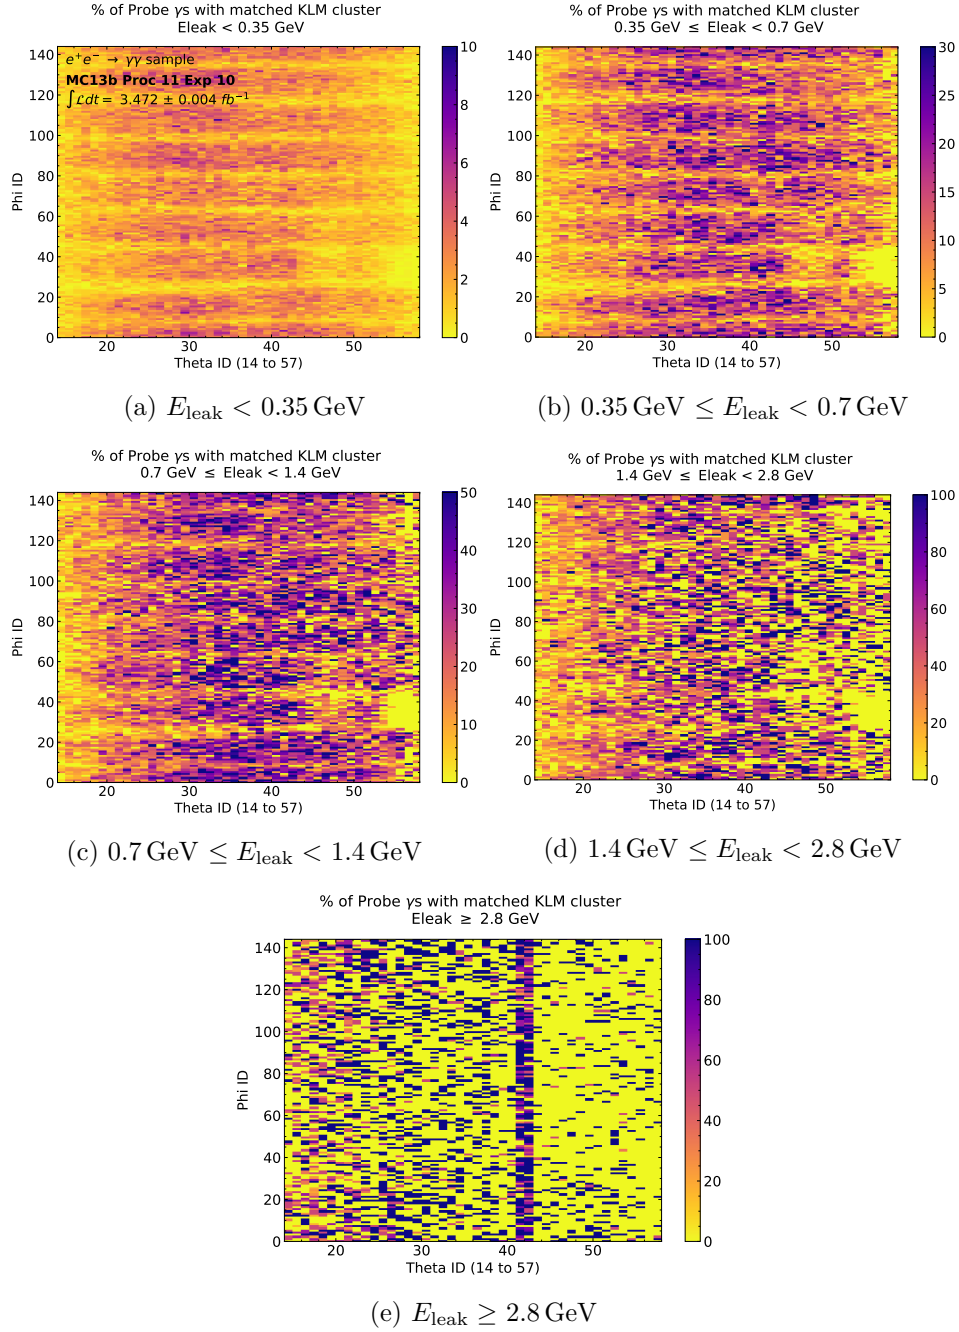 % of Probe γs with matched KLM cluster
Eleak < 0.35 GeV
e⁺e⁻ → γγ sample
MC13b Proc 11 Exp 10
∫ℒdt = 3.472 ± 0.004 fb⁻¹
Phi ID
0 20 40 60 80 100 120 140
20 30 40 50
Theta ID (14 to 57)
0 2 4 6 8 10
(a) E_leak < 0.35 GeV
% of Probe γs with matched KLM cluster
0.35 GeV ≤ Eleak < 0.7 GeV
Phi ID
0 20 40 60 80 100 120 140
20 30 40 50
Theta ID (14 to 57)
0 5 10 15 20 25 30
(b) 0.35 GeV ≤ E_leak < 0.7 GeV
% of Probe γs with matched KLM cluster
0.7 GeV ≤ Eleak < 1.4 GeV
Phi ID
0 20 40 60 80 100 120 140
20 30 40 50
Theta ID (14 to 57)
0 10 20 30 40 50
(c) 0.7 GeV ≤ E_leak < 1.4 GeV
% of Probe γs with matched KLM cluster
1.4 GeV ≤ Eleak < 2.8 GeV
Phi ID
0 20 40 60 80 100 120 140
20 30 40 50
Theta ID (14 to 57)
0 20 40 60 80 100
(d) 1.4 GeV ≤ E_leak < 2.8 GeV
% of Probe γs with matched KLM cluster
Eleak ≥ 2.8 GeV
Phi ID
0 20 40 60 80 100 120 140
20 30 40 50
Theta ID (14 to 57)
0 20 40 60 80 100
(e) E_leak ≥ 2.8 GeV